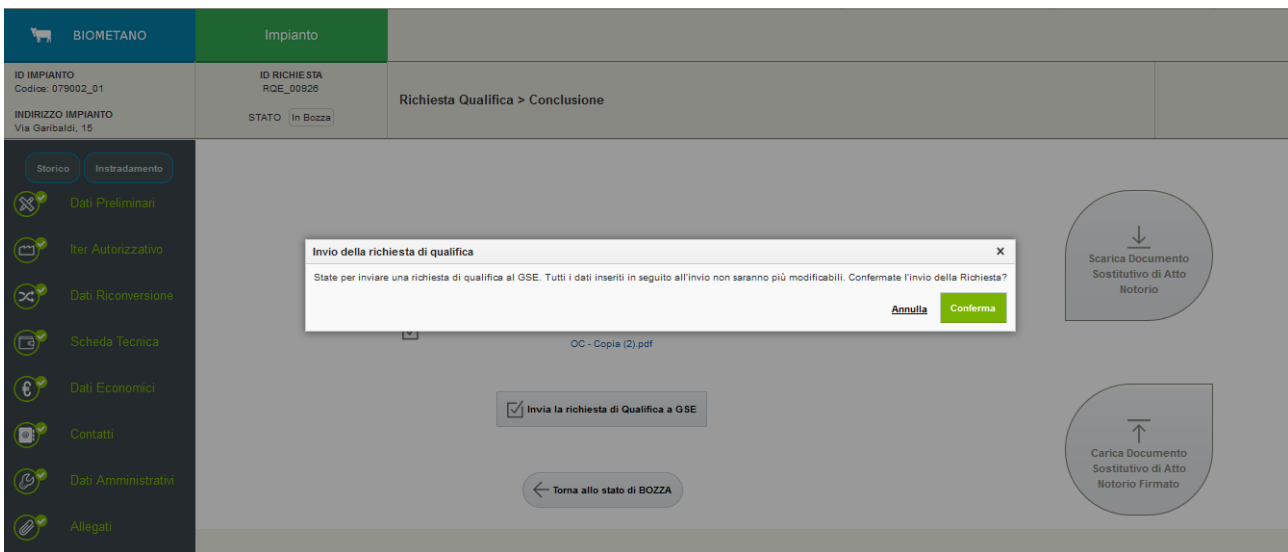 BIOMETANO
Impianto
ID IMPIANTO
Codice: 079002_01
INDIRIZZO IMPIANTO
Via Garibaldi, 15
ID RICHIESTA
RQE_00926
STATO In Bozza
Richiesta Qualifica > Conclusione
Storico Instradamento
Dati Preliminari
Iter Autorizzativo
Dati Riconversione
Scheda Tecnica
Dati Economici
Contatti
Dati Amministrativi
Allegati
Invio della richiesta di qualifica x
State per inviare una richiesta di qualifica al GSE. Tutti i dati inseriti in seguito all'invio non saranno più modificabili. Confermate l'invio della Richiesta?
Annulla Conferma
OC - Copia (2).pdf
Invia la richiesta di Qualifica a GSE
Torna allo stato di BOZZA
Scarica Documento
Sostitutivo di Atto
Notorio
Carica Documento
Sostitutivo di Atto
Notorio Firmato